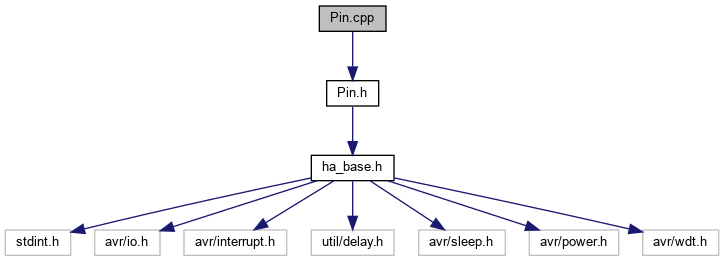 Pin.cpp
Pin.h
ha_base.h
stdint.h
avr/io.h
avr/interrupt.h
util/delay.h
avr/sleep.h
avr/power.h
avr/wdt.h